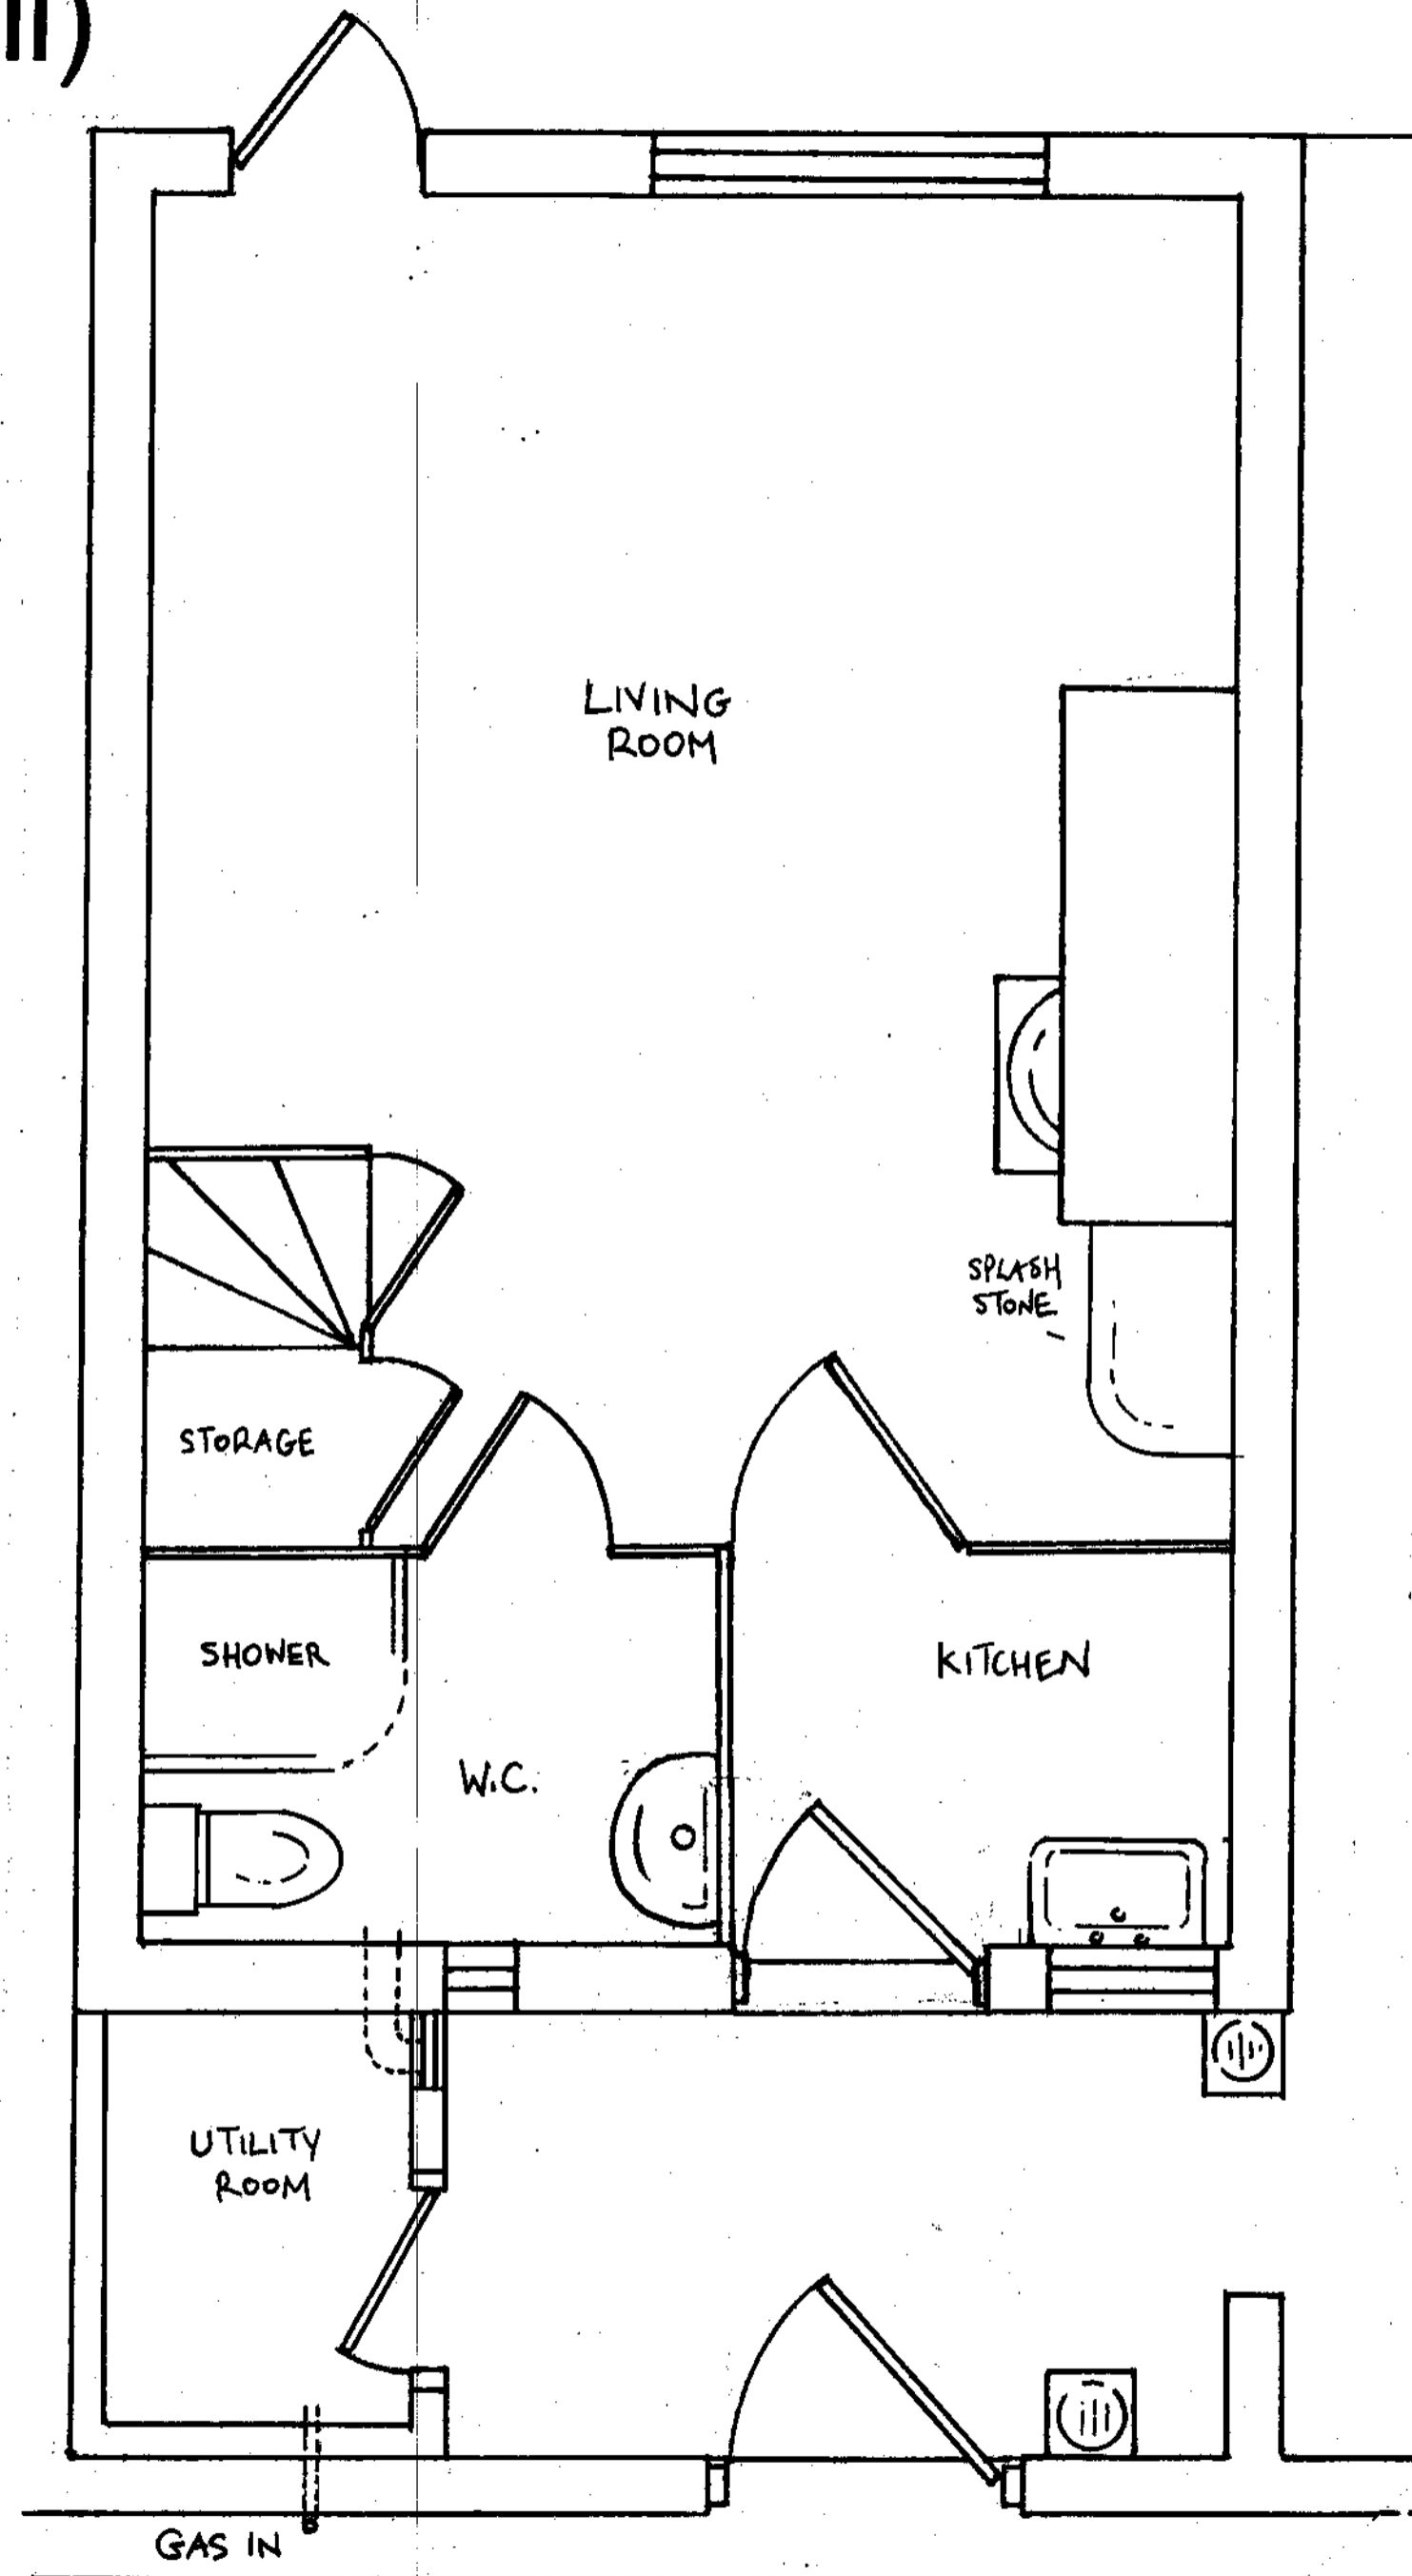 II)
LIVING
ROOM
SPLASH
STONE
STORAGE
SHOWER
KITCHEN
W.C.
UTILITY
ROOM
GAS IN